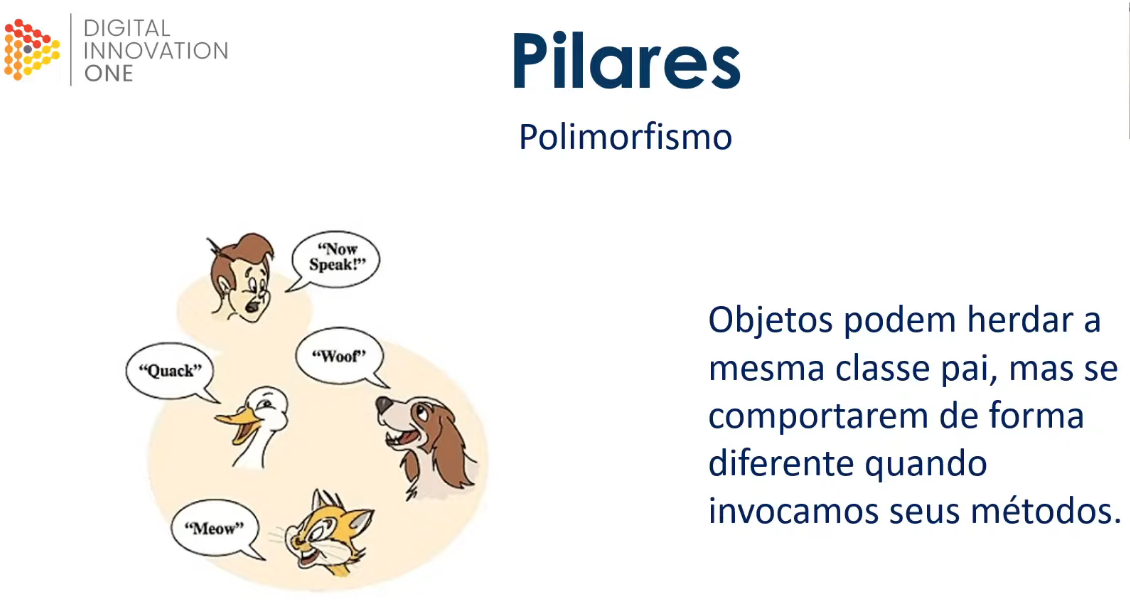 DIGITAL
INNOVATION
ONE
Pilares
Polimorfismo
“Now
Speak!”
“Woof”
“Quack”
“Meow”
Objetos podem herdar a
mesma classe pai, mas se
comportarem de forma
diferente quando
invocamos seus métodos.